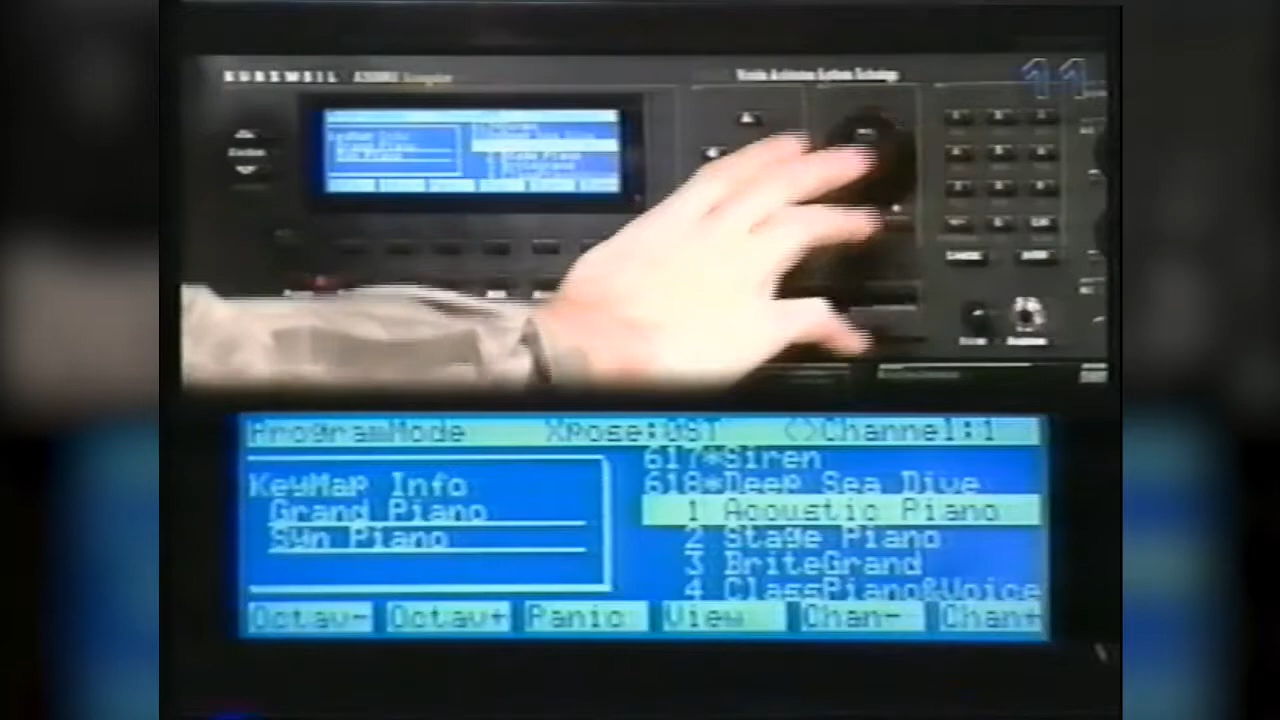 KURZWEIL
11
ProgramMode Xpose:0ST <>Channel:1
KeyMap Info
Grand Piano
Syn Piano
617*Siren
618*Deep Sea Dive
1 Acoustic Piano
2 Stage Piano
3 BriteGrand
4 ClassPiano&Voice
Octav- Octav+ Panic View Chan- Chan+